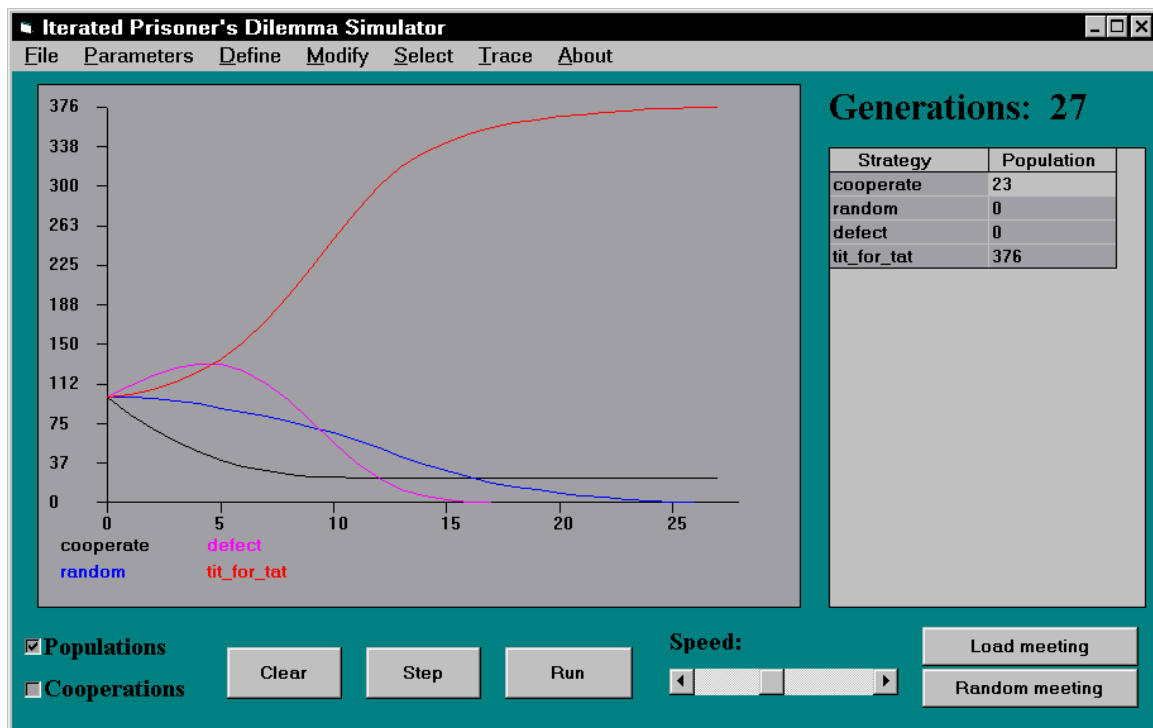 Iterated Prisoner's Dilemma Simulator
File Parameters Define Modify Select Trace About
376
338
300
263
225
188
150
112
75
37
0
0 5 10 15 20 25
cooperate defect
random tit_for_tat
Generations: 27
Strategy Population
cooperate 23
random 0
defect 0
tit_for_tat 376
Populations
Cooperations
Clear
Step
Run
Speed:
Load meeting
Random meeting